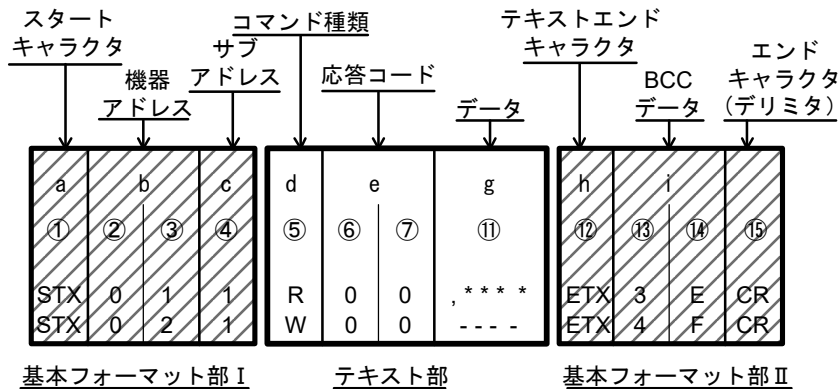 スタート
キャラクタ
機器
アドレス
サブ
アドレス
コマンド種類
応答コード
データ
テキストエンド
キャラクタ
BCC
データ
エンド
キャラクタ
(デリミタ)
a b c d e g h i
① ② ③ ④ ⑤ ⑥ ⑦ ⑪ ⑫ ⑬ ⑭ ⑮
STX 0 1 1 R 0 0 ,**** ETX 3 E CR
STX 0 2 1 W 0 0 ---- ETX 4 F CR
基本フォーマット部Ⅰ テキスト部 基本フォーマット部Ⅱ